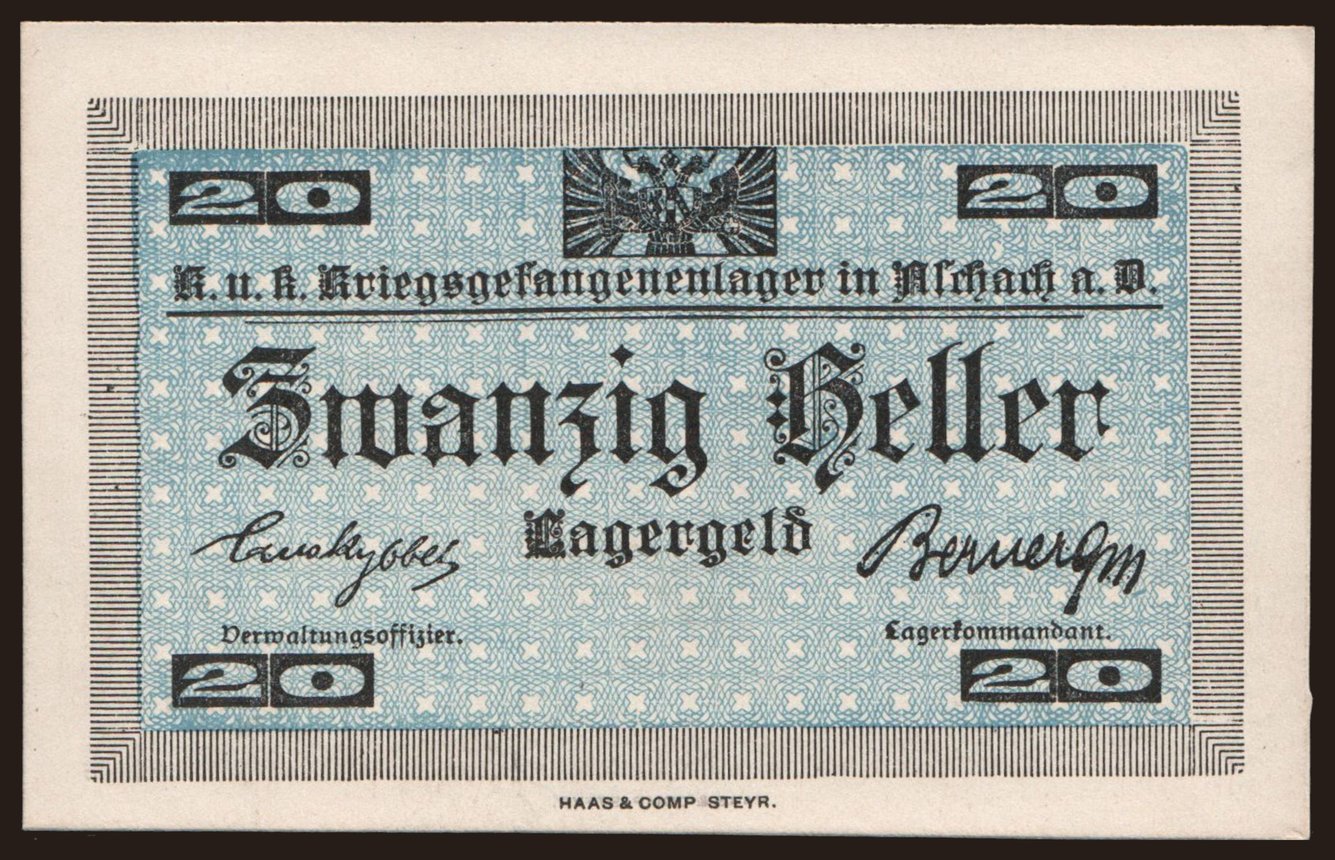 20 20
K. u. k. Kriegsgefangenenlager in Aschach a. D.
Zwanzig Heller
Lagergeld
Verwaltungsoffizier. Lagerkommandant.
20 20
HAAS & COMP STEYR.